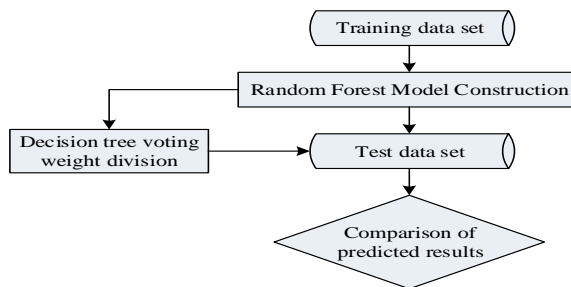 Training data set
Random Forest Model Construction
Decision tree voting
weight division
Test data set
Comparison of
predicted results